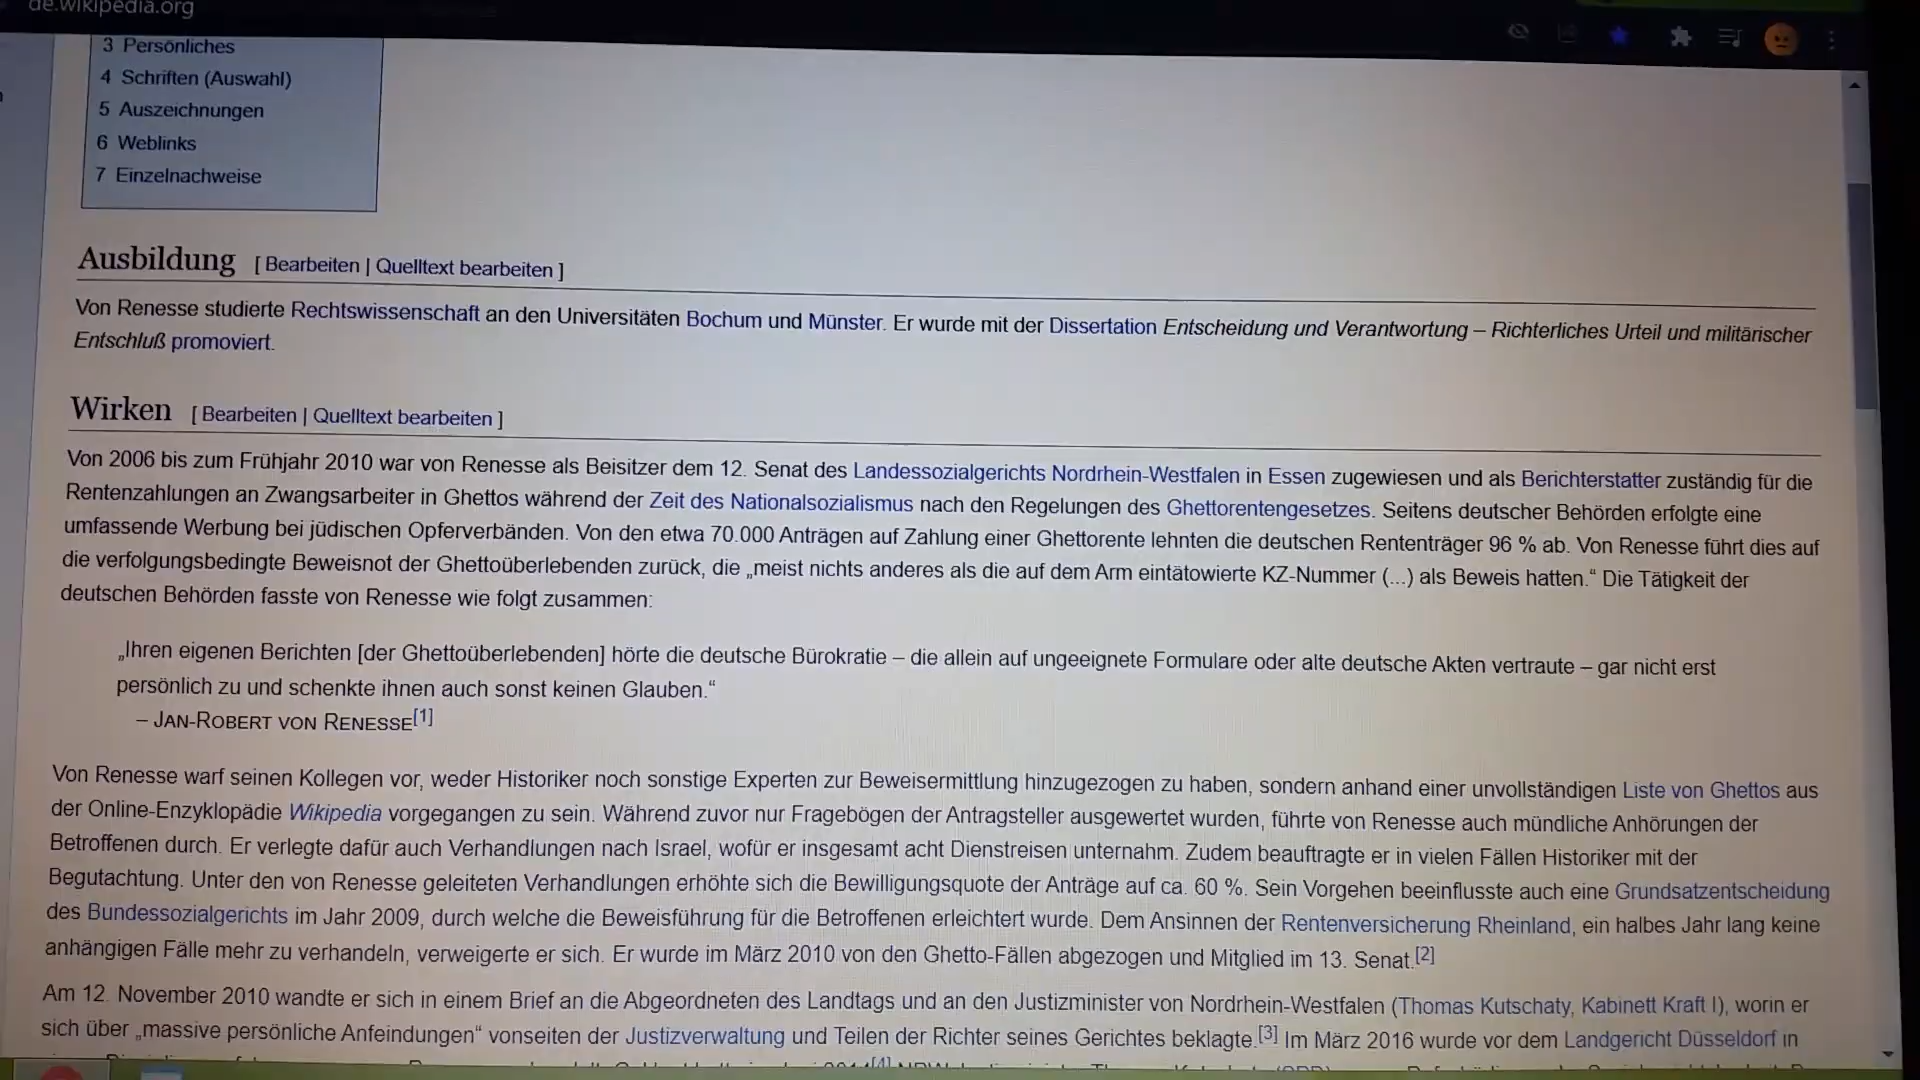 de.wikipedia.org
3 Persönliches
4 Schriften (Auswahl)
5 Auszeichnungen
6 Weblinks
7 Einzelnachweise
Ausbildung [ Bearbeiten | Quelltext bearbeiten ]
Von Renesse studierte Rechtswissenschaft an den Universitäten Bochum und Münster. Er wurde mit der Dissertation Entscheidung und Verantwortung – Richterliches Urteil und militärischer
Entschluß promoviert.
Wirken [ Bearbeiten | Quelltext bearbeiten ]
Von 2006 bis zum Frühjahr 2010 war von Renesse als Beisitzer dem 12. Senat des Landessozialgerichts Nordrhein-Westfalen in Essen zugewiesen und als Berichterstatter zuständig für die
Rentenzahlungen an Zwangsarbeiter in Ghettos während der Zeit des Nationalsozialismus nach den Regelungen des Ghettorentengesetzes. Seitens deutscher Behörden erfolgte eine
umfassende Werbung bei jüdischen Opferverbänden. Von den etwa 70.000 Anträgen auf Zahlung einer Ghettorente lehnten die deutschen Rententräger 96 % ab. Von Renesse führt dies auf
die verfolgungsbedingte Beweisnot der Ghettoüberlebenden zurück, die „meist nichts anderes als die auf dem Arm eintätowierte KZ-Nummer (...) als Beweis hatten.“ Die Tätigkeit der
deutschen Behörden fasste von Renesse wie folgt zusammen:
„Ihren eigenen Berichten [der Ghettoüberlebenden] hörte die deutsche Bürokratie – die allein auf ungeeignete Formulare oder alte deutsche Akten vertraute – gar nicht erst
persönlich zu und schenkte ihnen auch sonst keinen Glauben.“
– JAN-ROBERT VON RENESSE[1]
Von Renesse warf seinen Kollegen vor, weder Historiker noch sonstige Experten zur Beweisermittlung hinzugezogen zu haben, sondern anhand einer unvollständigen Liste von Ghettos aus
der Online-Enzyklopädie Wikipedia vorgegangen zu sein. Während zuvor nur Fragebögen der Antragsteller ausgewertet wurden, führte von Renesse auch mündliche Anhörungen der
Betroffenen durch. Er verlegte dafür auch Verhandlungen nach Israel, wofür er insgesamt acht Dienstreisen unternahm. Zudem beauftragte er in vielen Fällen Historiker mit der
Begutachtung. Unter den von Renesse geleiteten Verhandlungen erhöhte sich die Bewilligungsquote der Anträge auf ca. 60 %. Sein Vorgehen beeinflusste auch eine Grundsatzentscheidung
des Bundessozialgerichts im Jahr 2009, durch welche die Beweisführung für die Betroffenen erleichtert wurde. Dem Ansinnen der Rentenversicherung Rheinland, ein halbes Jahr lang keine
anhängigen Fälle mehr zu verhandeln, verweigerte er sich. Er wurde im März 2010 von den Ghetto-Fällen abgezogen und Mitglied im 13. Senat.[2]
Am 12. November 2010 wandte er sich in einem Brief an die Abgeordneten des Landtags und an den Justizminister von Nordrhein-Westfalen (Thomas Kutschaty, Kabinett Kraft I), worin er
sich über „massive persönliche Anfeindungen“ vonseiten der Justizverwaltung und Teilen der Richter seines Gerichtes beklagte.[3] Im März 2016 wurde vor dem Landgericht Düsseldorf in